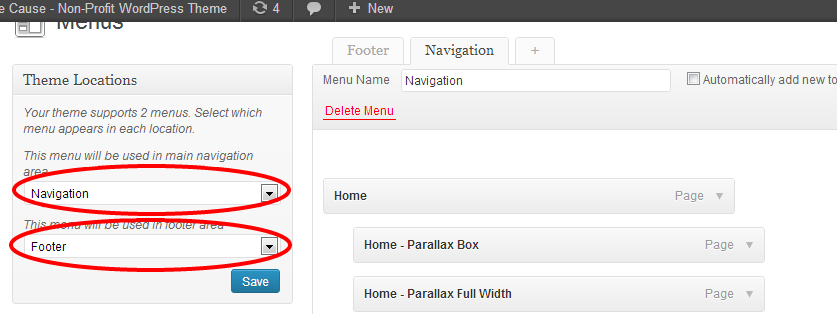 e Cause - Non-Profit WordPress Theme 4 + New
Menus
Theme Locations
Your theme supports 2 menus. Select which
menu appears in each location.
This menu will be used in main navigation
area
Navigation
This menu will be used in footer area
Footer
Save
Footer Navigation +
Menu Name Navigation Automatically add new to
Delete Menu
Home Page
Home - Parallax Box Page
Home - Parallax Full Width Page